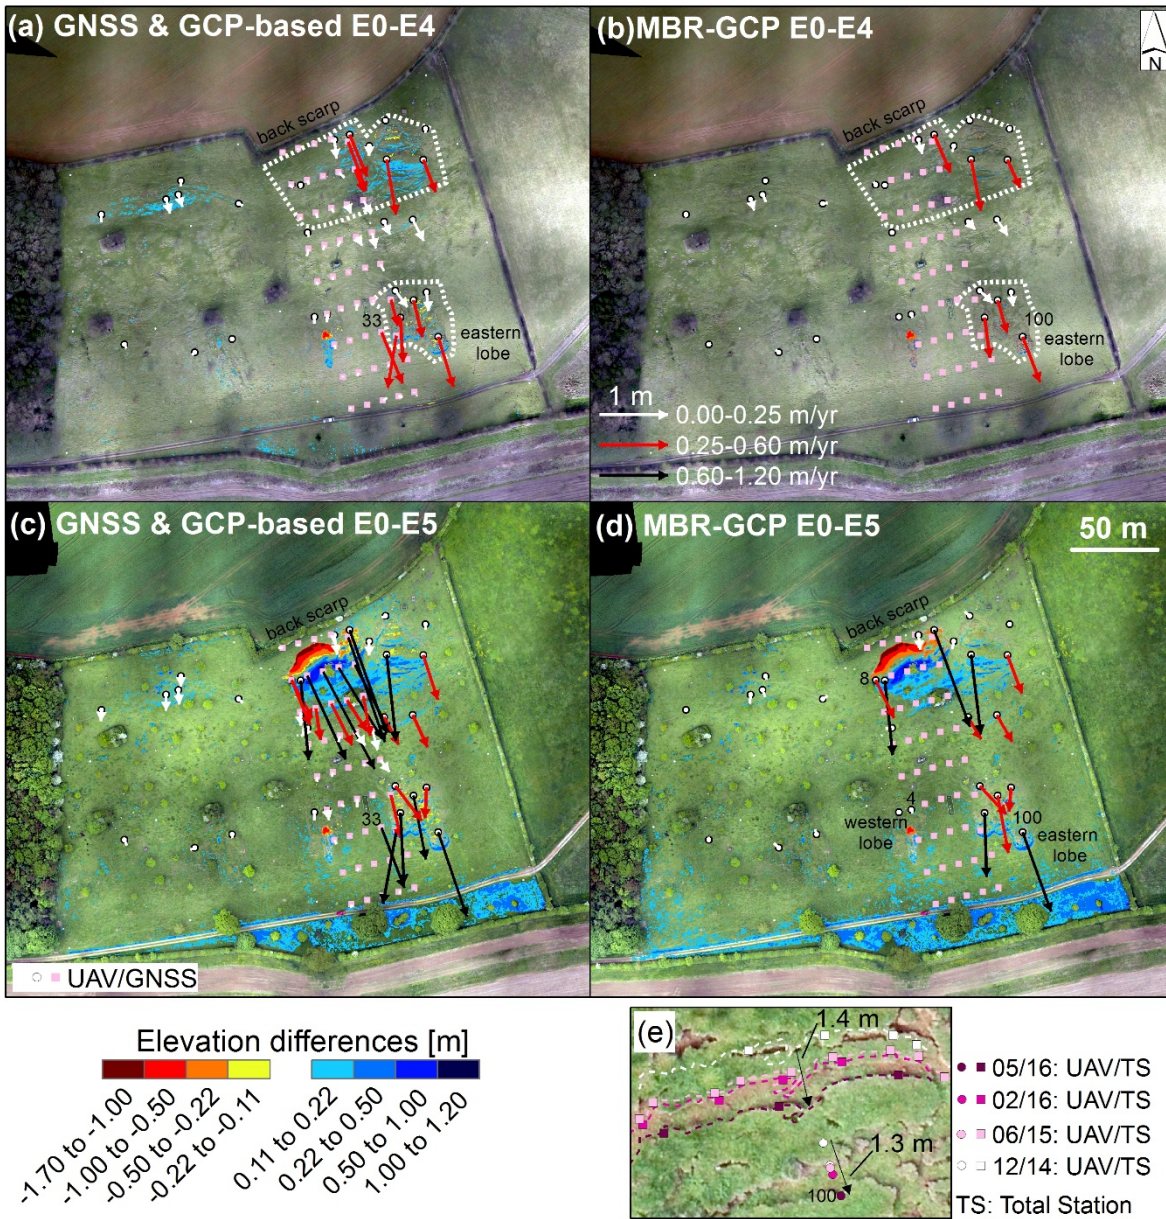 (a) GNSS & GCP-based E0-E4
back scarp
33
eastern
lobe
(b)MBR-GCP E0-E4
N
back scarp
100
eastern
lobe
1 m
0.00-0.25 m/yr
0.25-0.60 m/yr
0.60-1.20 m/yr
(c) GNSS & GCP-based E0-E5
back scarp
33
UAV/GNSS
(d) MBR-GCP E0-E5
50 m
back scarp
8
4
western
lobe
100
eastern
lobe
Elevation differences [m]
-1.70 to -1.00
-1.00 to -0.50
-0.50 to -0.22
-0.22 to -0.11
0.11 to 0.22
0.22 to 0.50
0.50 to 1.00
1.00 to 1.20
(e)
1.4 m
1.3 m
100
05/16: UAV/TS
02/16: UAV/TS
06/15: UAV/TS
12/14: UAV/TS
TS: Total Station